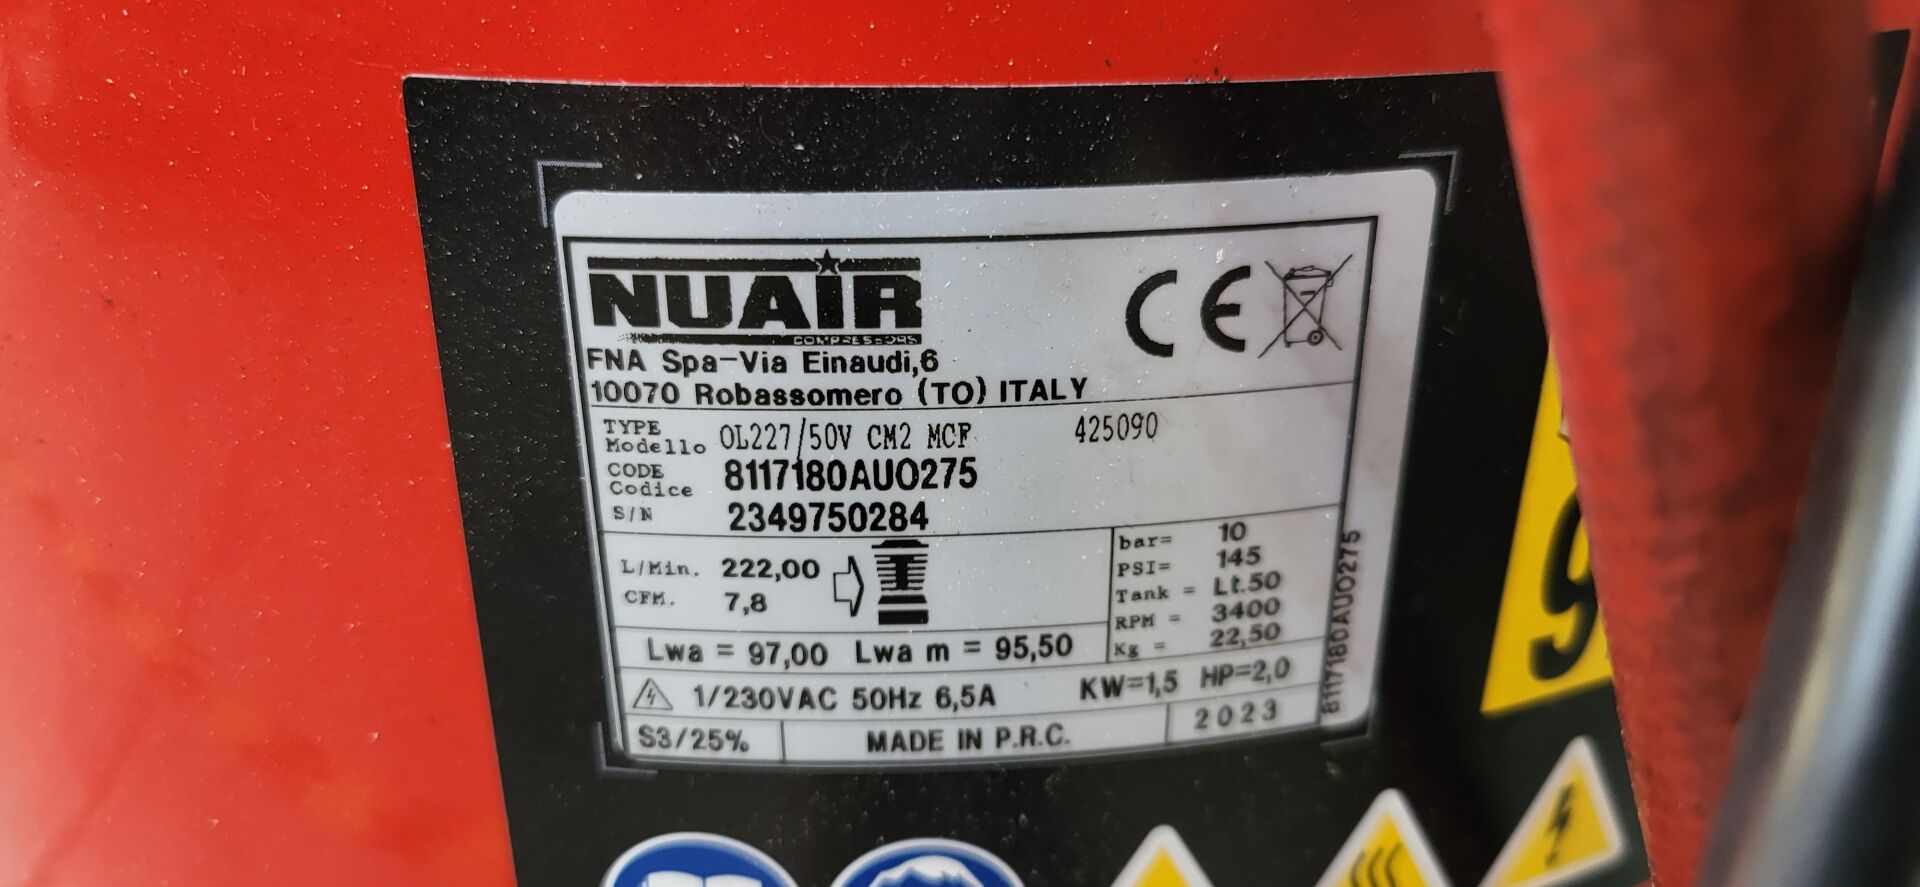 NUAIR
COMPRESSORS
FNA Spa-Via Einaudi,6
10070 Robassomero (TO) ITALY
CE
TYPE
Modello OL227/50V CM2 MCF 425090
CODE
Codice 8117180AUO275
S/N 2349750284
L/Min. 222,00
CFM. 7,8
bar= 10
PSI= 145
Tank = Lt.50
RPM = 3400
Kg = 22,50
Lwa = 97,00 Lwa m = 95,50
1/230VAC 50Hz 6,5A KW=1,5 HP=2,0
S3/25% MADE IN P.R.C. 2023
8117180AUO275
9